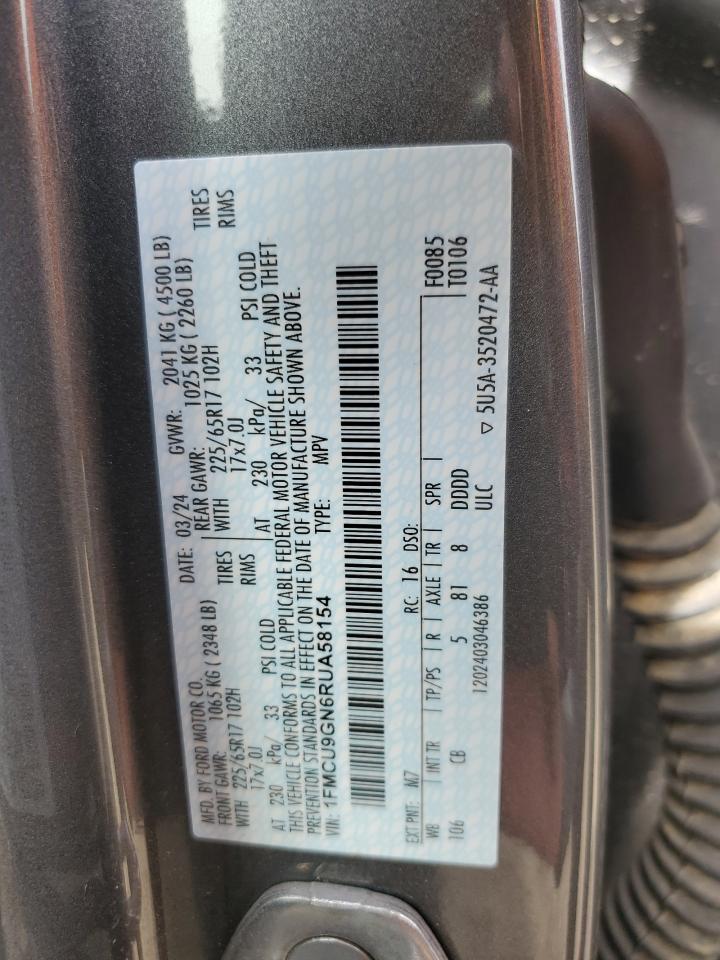 MFD. BY FORD MOTOR CO.
DATE: 03/24 GVWR: 2041 KG ( 4500 LB)
FRONT GAWR: REAR GAWR:
1065 KG ( 2348 LB) 1025 KG ( 2260 LB)
WITH 225/65R17 102H TIRES WITH 225/65R17 102H TIRES
17x7.0J RIMS 17x7.0J RIMS
AT 230 kPa/ 33 PSI COLD AT 230 kPa/ 33 PSI COLD
THIS VEHICLE CONFORMS TO ALL APPLICABLE FEDERAL MOTOR VEHICLE SAFETY AND THEFT
PREVENTION STANDARDS IN EFFECT ON THE DATE OF MANUFACTURE SHOWN ABOVE.
VIN: 1FMCU9GN6RUA58154 TYPE: MPV
EXT PNT: M7 RC: 16 DSO: F0085
WB INT TR TP/PS R AXLE TR SPR T0106
106 CB 5 81 8 DDDD
1202403046386 ULC ▽ 5U5A-3520472-AA